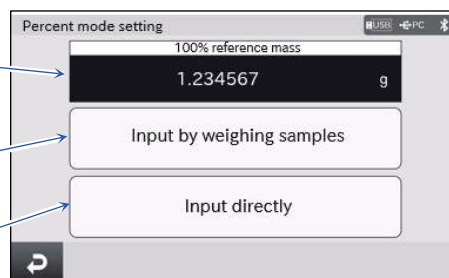 Percent mode setting USB PC
100% reference mass
1.234567 g
Input by weighing samples
Input directly